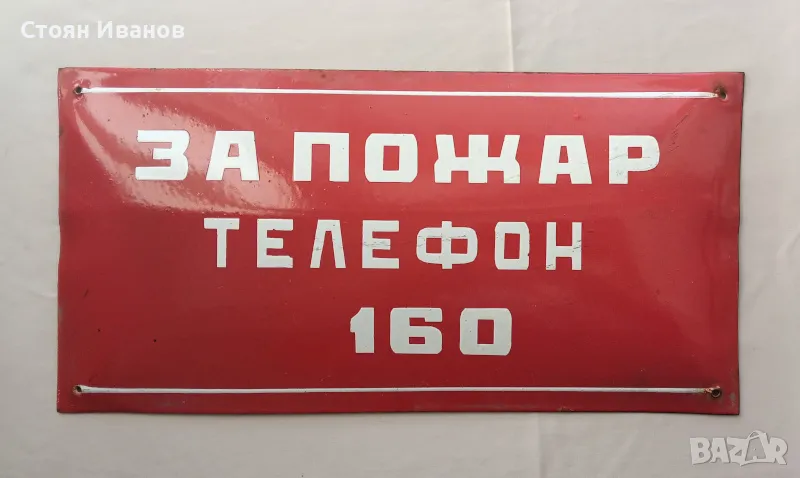 Стоян Иванов
ЗА ПОЖАР
ТЕЛЕФОН
160
BAZAR